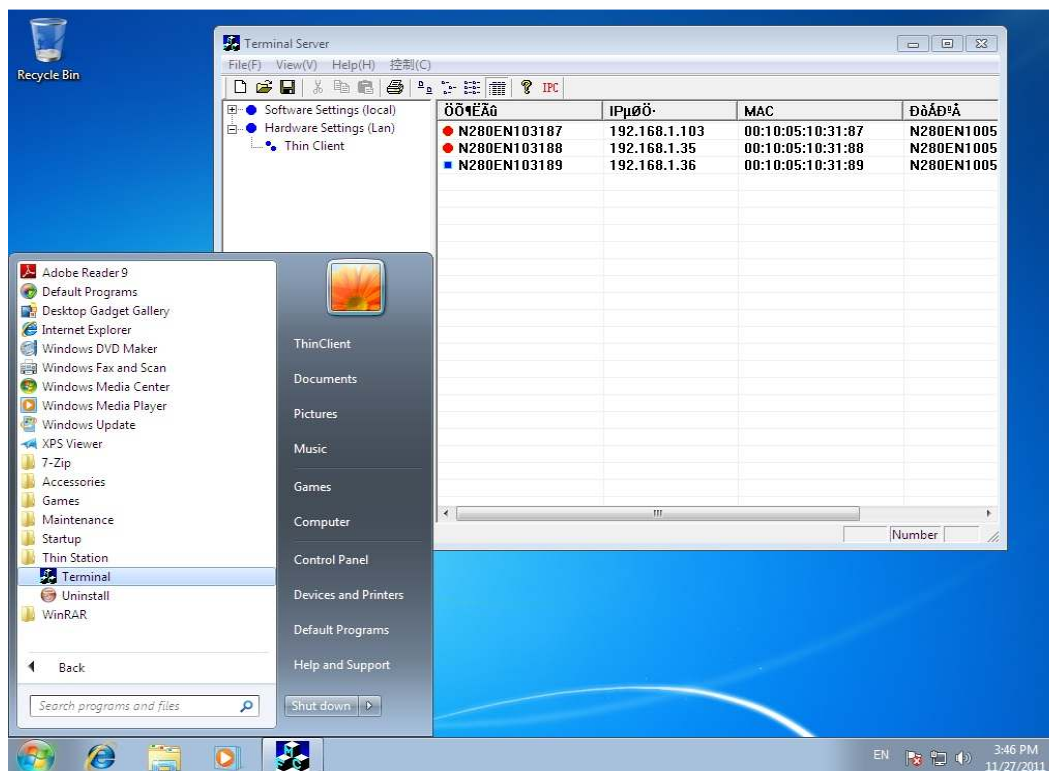 Recycle Bin
Terminal Server
File(F) View(V) Help(H) 控制(C)
IPC
Software Settings (local)
Hardware Settings (Lan)
Thin Client
ÖÕ¶ËÃû IPµØÖ· MAC ÐòÁÐºÅ
N280EN103187 192.168.1.103 00:10:05:10:31:87 N280EN1005
N280EN103188 192.168.1.35 00:10:05:10:31:88 N280EN1005
N280EN103189 192.168.1.36 00:10:05:10:31:89 N280EN1005
Number
Adobe Reader 9
Default Programs
Desktop Gadget Gallery
Internet Explorer
Windows DVD Maker
Windows Fax and Scan
Windows Media Center
Windows Media Player
Windows Update
XPS Viewer
7-Zip
Accessories
Games
Maintenance
Startup
Thin Station
Terminal
Uninstall
WinRAR
Back
Search programs and files
ThinClient
Documents
Pictures
Music
Games
Computer
Control Panel
Devices and Printers
Default Programs
Help and Support
Shut down
EN
3:46 PM
11/27/2011